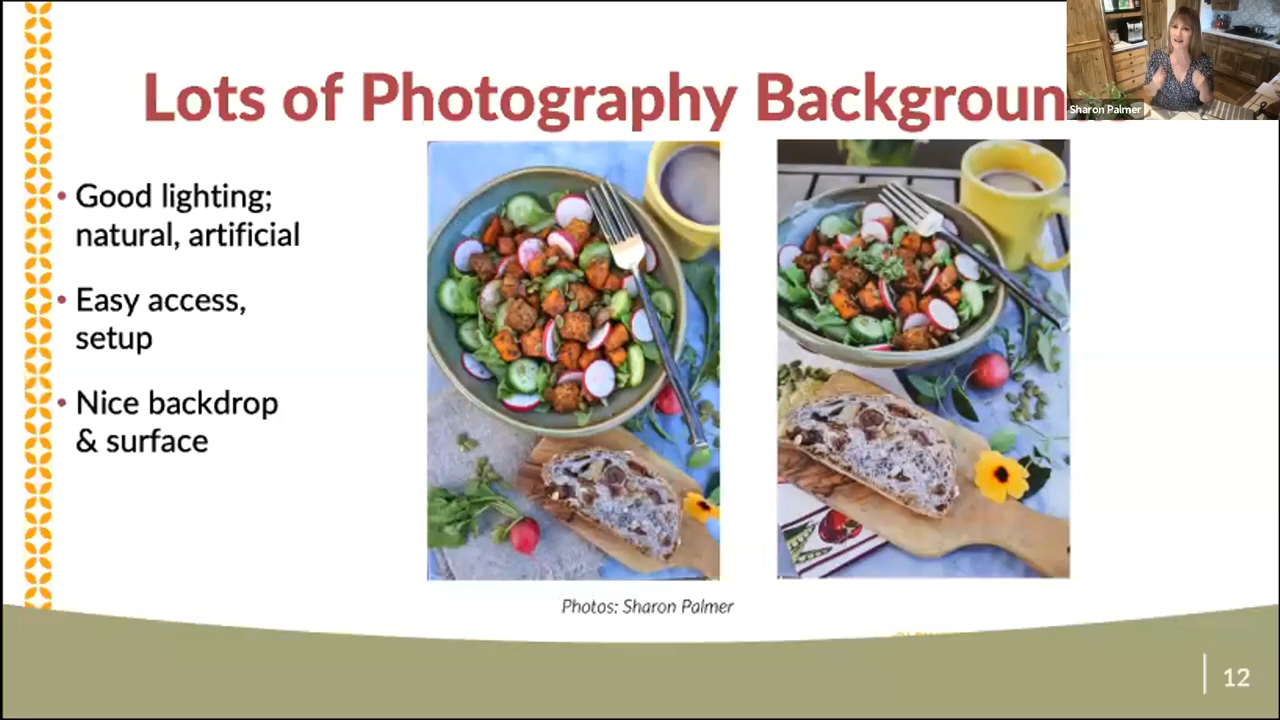 Lots of Photography Backgroun
Sharon Palmer
• Good lighting;
natural, artificial
• Easy access,
setup
• Nice backdrop
& surface
Photos: Sharon Palmer
12